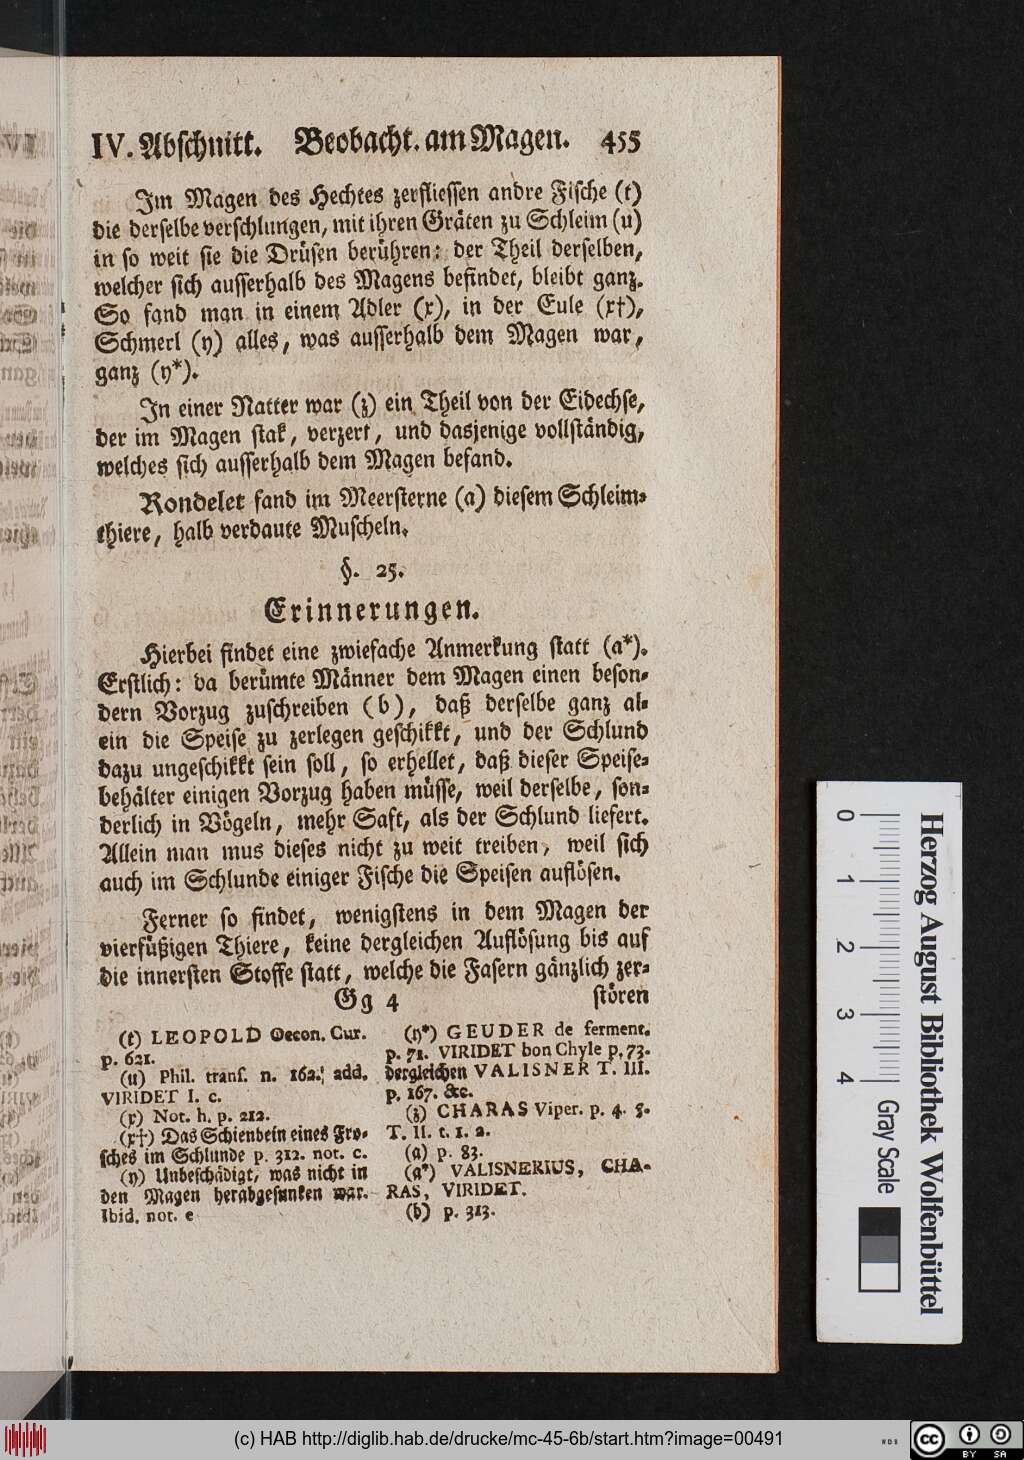 IV. Abschnitt. Beobacht. am Magen. 455
Im Magen des Hechtes zerfliessen andre Fische (t)
die derselbe verschlungen, mit ihren Gräten zu Schleim (u)
in so weit sie die Drüsen berühren: der Theil derselben,
welcher sich ausserhalb des Magens befindet, bleibt ganz.
So fand man in einem Adler (x), in der Eule (x†),
Schmerl (y) alles, was ausserhalb dem Magen war,
ganz (y*).
In einer Natter war (z) ein Theil von der Eidechse,
der im Magen stak, verzert, und dasjenige vollständig,
welches sich ausserhalb dem Magen befand.
Rondelet fand im Meersterne (a) diesem Schleim-
thiere, halb verdaute Muscheln.
§. 25.
Erinnerungen.
Hierbei findet eine zwiefache Anmerkung statt (a*).
Erstlich: da berümte Männer dem Magen einen beson-
dern Vorzug zuschreiben (b), daß derselbe ganz al-
ein die Speise zu zerlegen geschikkt, und der Schlund
dazu ungeschikkt sein soll, so erhellet, daß dieser Speise-
behälter einigen Vorzug haben müsse, weil derselbe, son-
derlich in Vögeln, mehr Saft, als der Schlund liefert.
Allein man mus dieses nicht zu weit treiben, weil sich
auch im Schlunde einiger Fische die Speisen auflösen.
Ferner so findet, wenigstens in dem Magen der
vierfüßigen Thiere, keine dergleichen Auflösung bis auf
die innersten Stoffe statt, welche die Fasern gänzlich zer-
Gg 4 stören
(t) LEOPOLD Oecon. Cur.
p. 621.
(u) Phil. trans. n. 162. add.
VIRIDET l. c.
(x) Not. h. p. 212.
(x†) Das Schienbein eines Fro-
sches im Schlunde p. 312. not. c.
(y) Unbeschädigt, was nicht in
den Magen herabgesunken war.
Ibid. not. e
(y*) GEUDER de ferment.
p. 71. VIRIDET bon Chyle p. 73.
dergleichen VALISNER T. III.
p. 167. &c.
(z) CHARAS Viper. p. 4. 5.
T. II. t. 1. 2.
(a) p. 83.
(a*) VALISNERIUS, CHA-
RAS, VIRIDET.
(b) p. 313.
0 1 2 3 4
Gray Scale
Herzog August Bibliothek Wolfenbüttel
(c) HAB http://diglib.hab.de/drucke/mc-45-6b/start.htm?image=00491
WDB
cc BY SA